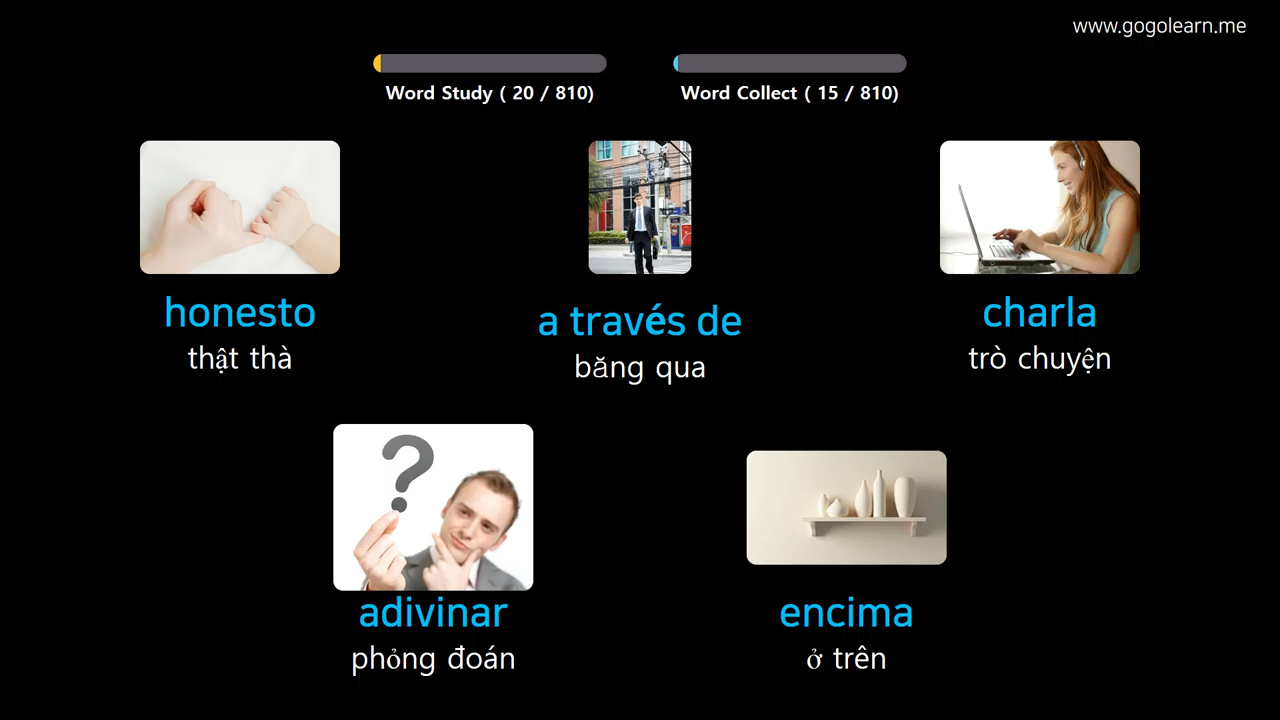 www.gogolearn.me
Word Study ( 20 / 810)
Word Collect ( 15 / 810)
honesto
thật thà
a través de
băng qua
charla
trò chuyện
?
adivinar
phỏng đoán
encima
ở trên